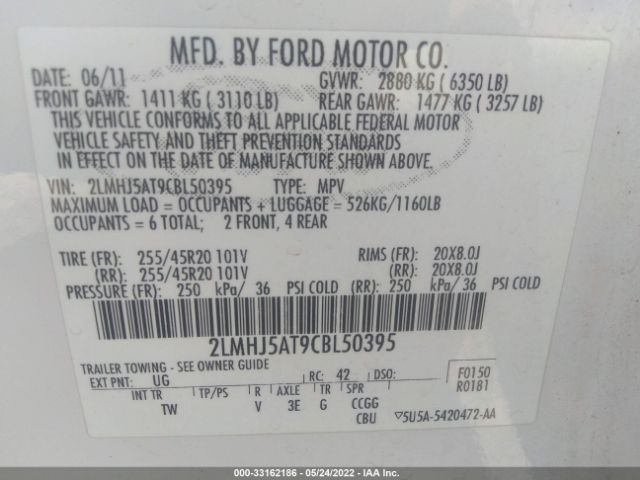 MFD. BY FORD MOTOR CO.
DATE: 06/11 GVWR: 2880 KG ( 6350 LB)
FRONT GAWR: 1411 KG ( 3110 LB) REAR GAWR: 1477 KG ( 3257 LB)
THIS VEHICLE CONFORMS TO ALL APPLICABLE FEDERAL MOTOR
VEHICLE SAFETY AND THEFT PREVENTION STANDARDS
IN EFFECT ON THE DATE OF MANUFACTURE SHOWN ABOVE.
VIN: 2LMHJ5AT9CBL50395 TYPE: MPV
MAXIMUM LOAD = OCCUPANTS + LUGGAGE = 526KG/1160LB
OCCUPANTS = 6 TOTAL; 2 FRONT, 4 REAR
TIRE (FR): 255/45R20 101V RIMS (FR): 20X8.0J
(RR): 255/45R20 101V (RR): 20X8.0J
PRESSURE (FR): 250 kPa/ 36 PSI COLD (RR): 250 kPa/ 36 PSI COLD
2LMHJ5AT9CBL50395
TRAILER TOWING - SEE OWNER GUIDE
EXT PNT: UG RC: 42 DSO: F0150
R0181
INT TR TP/PS R AXLE TR SPR
TW V 3E G CCGG
CBU ▽5U5A-5420472-AA
000-33162186 - 05/24/2022 - IAAI.COM